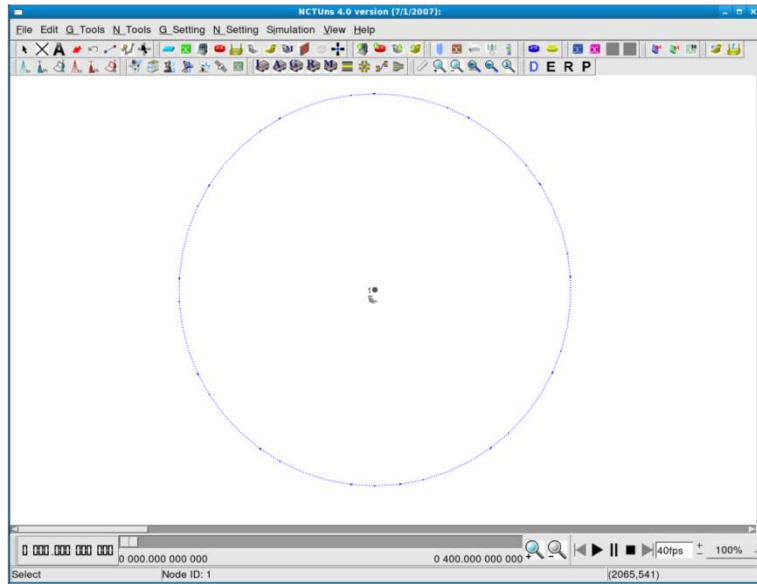 NCTUns 4.0 version (7/1/2007):
File Edit G_Tools N_Tools G_Setting N_Setting Simulation View Help
A
D E R P
1
0 000.000 000 000
0 000.000 000 000
0 400.000 000 000
40fps
100%
Select
Node ID: 1
(2065,541)